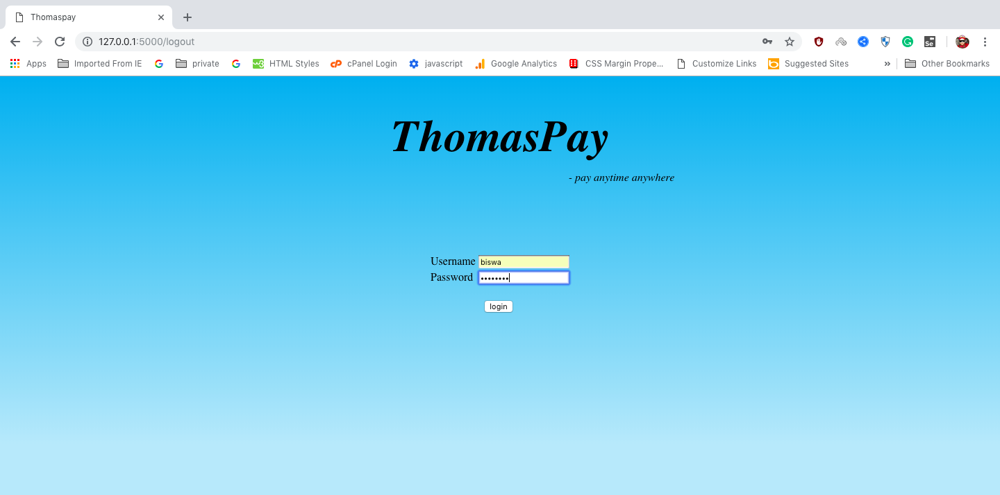 Thomaspay
127.0.0.1:5000/logout
Apps Imported From IE private HTML Styles cPanel Login javascript Google Analytics CSS Margin Prope... Customize Links Suggested Sites » Other Bookmarks
ThomasPay
- pay anytime anywhere
Username biswa
Password ••••••••
login